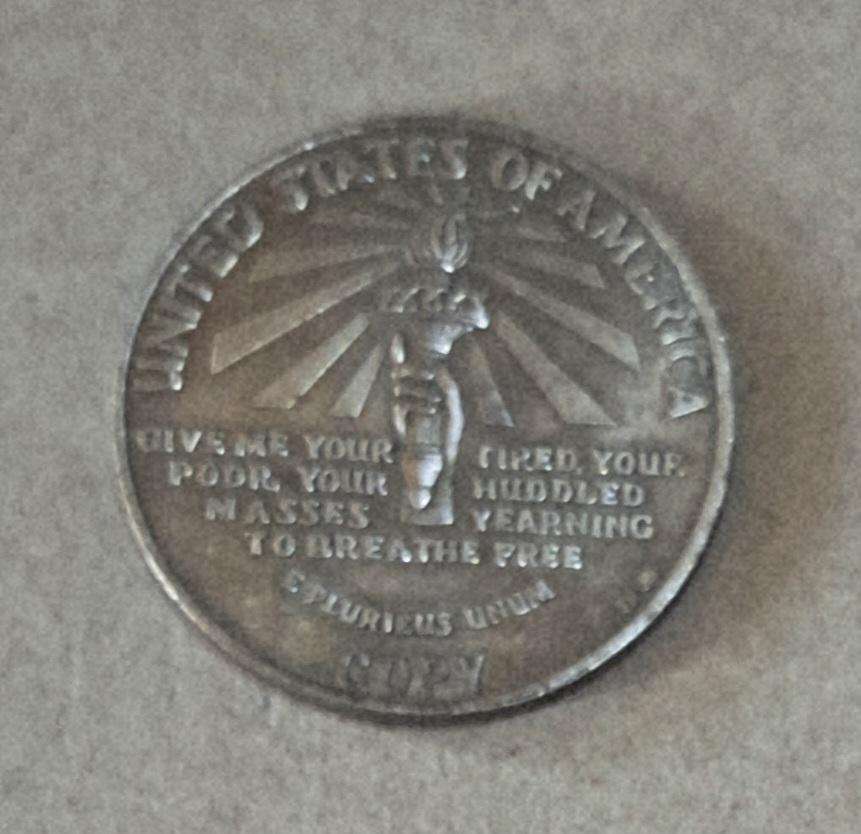 UNITED STATES OF AMERICA
GIVE ME YOUR TIRED, YOUR
POOR, YOUR HUDDLED
MASSES YEARNING
TO BREATHE FREE
E PLURIBUS UNUM
COPY